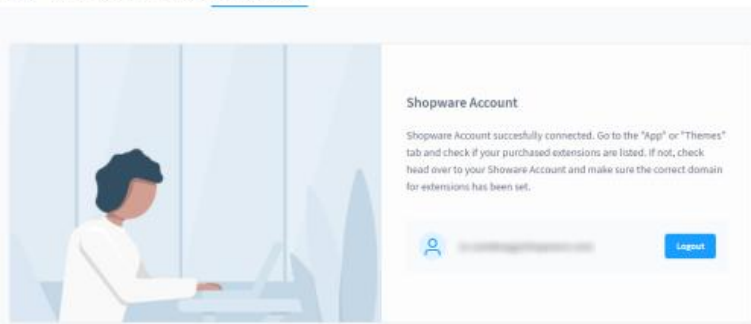 Shopware Account
Shopware Account succesfully connected. Go to the "App" or "Themes"
tab and check if your purchased extensions are listed. If not, check
head over to your Showare Account and make sure the correct domain
for extensions has been set.
Logout